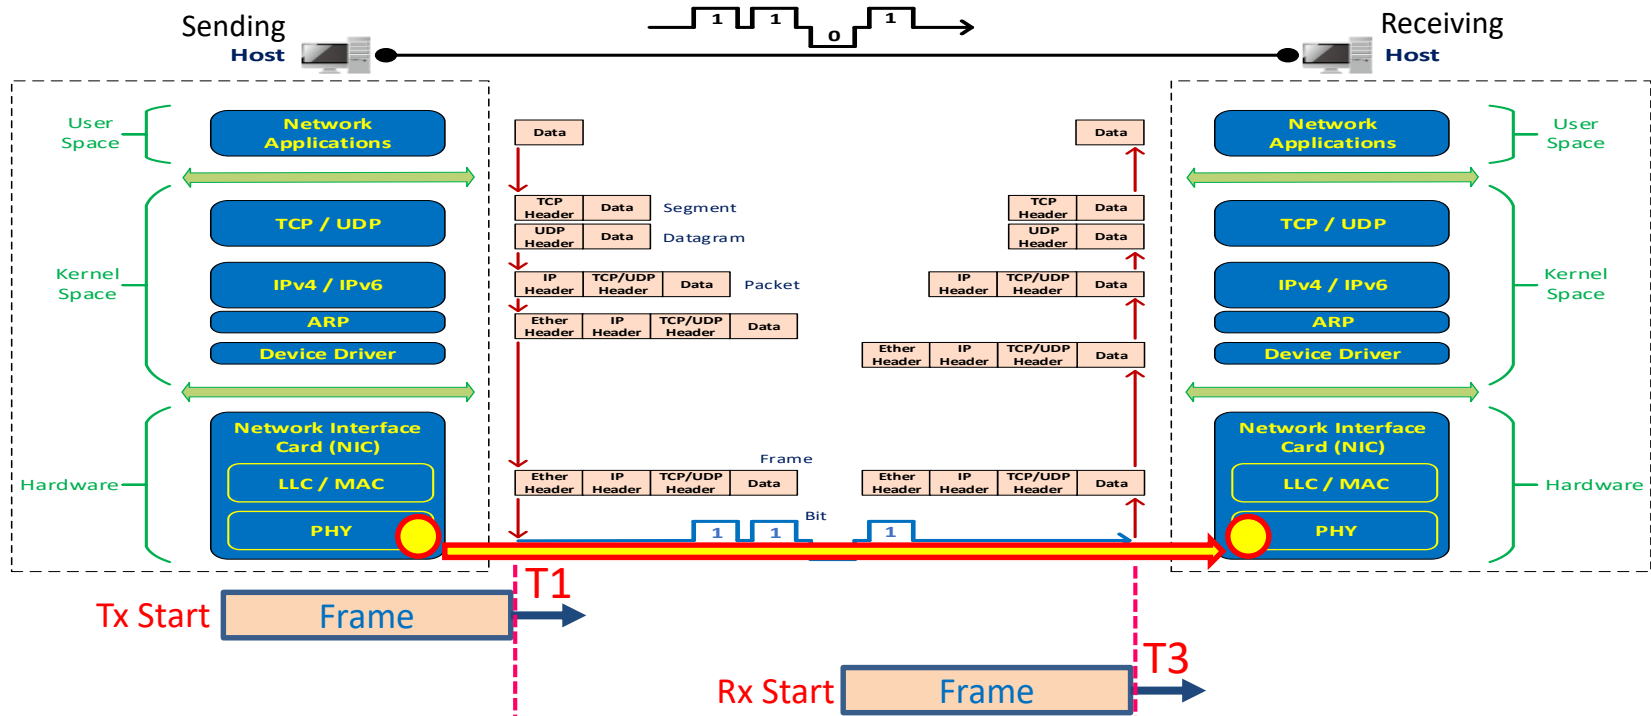 Sending
Host
1 1 0 1
Receiving
Host
User
Space
Network
Applications
Data
Data
Network
Applications
User
Space
Kernel
Space
TCP / UDP
TCP
Header
Data
Segment
UDP
Header
Data
Datagram
TCP
Header
Data
UDP
Header
Data
TCP / UDP
Kernel
Space
IPv4 / IPv6
IP
Header
TCP/UDP
Header
Data
Packet
IP
Header
TCP/UDP
Header
Data
IPv4 / IPv6
ARP
Ether
Header
IP
Header
TCP/UDP
Header
Data
ARP
Device Driver
Ether
Header
IP
Header
TCP/UDP
Header
Data
Device Driver
Hardware
Network Interface
Card (NIC)
LLC / MAC
PHY
Frame
Ether
Header
IP
Header
TCP/UDP
Header
Data
Ether
Header
IP
Header
TCP/UDP
Header
Data
Bit
1 1 1
Network Interface
Card (NIC)
LLC / MAC
PHY
Hardware
Tx Start
Frame
T1
Rx Start
Frame
T3